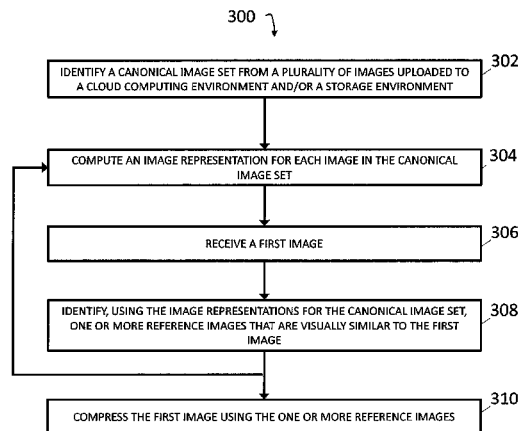 300
IDENTIFY A CANONICAL IMAGE SET FROM A PLURALITY OF IMAGES UPLOADED TO
A CLOUD COMPUTING ENVIRONMENT AND/OR A STORAGE ENVIRONMENT
302
COMPUTE AN IMAGE REPRESENTATION FOR EACH IMAGE IN THE CANONICAL
IMAGE SET
304
RECEIVE A FIRST IMAGE
306
IDENTIFY, USING THE IMAGE REPRESENTATIONS FOR THE CANONICAL IMAGE SET,
ONE OR MORE REFERENCE IMAGES THAT ARE VISUALLY SIMILAR TO THE FIRST
IMAGE
308
COMPRESS THE FIRST IMAGE USING THE ONE OR MORE REFERENCE IMAGES
310